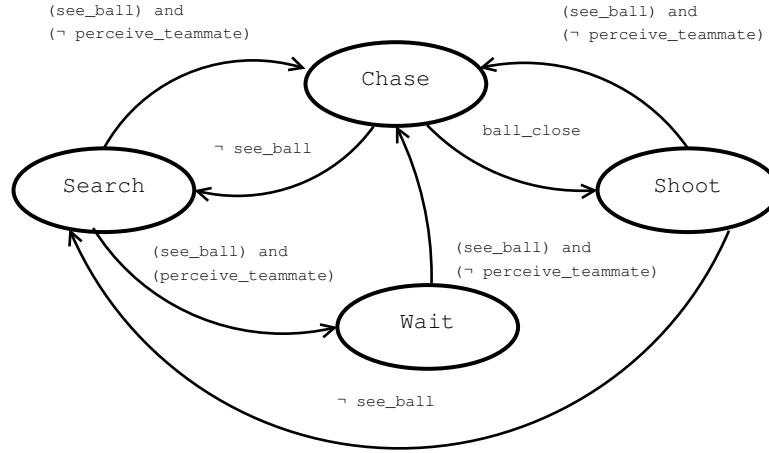 (see_ball) and
(¬ perceive_teammate)
(see_ball) and
(¬ perceive_teammate)
Chase
ball_close
¬ see_ball
Search
Shoot
(see_ball) and
(perceive_teammate)
(see_ball) and
(¬ perceive_teammate)
Wait
¬ see_ball